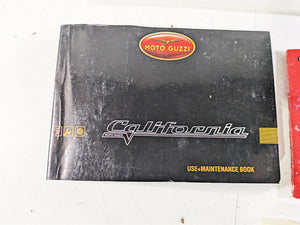 MOTO GUZZI
California
USE+MAINTENANCE BOOK